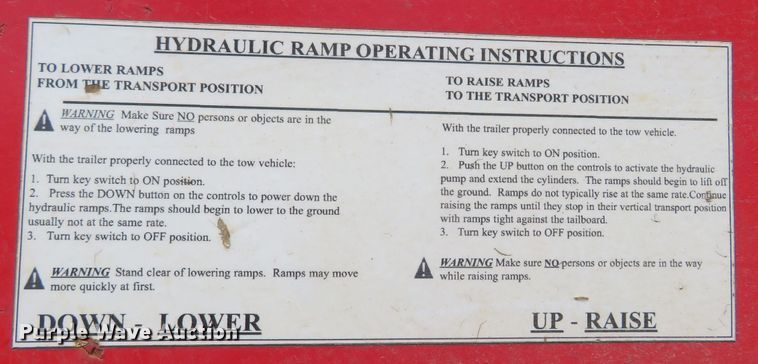 HYDRAULIC RAMP OPERATING INSTRUCTIONS
TO LOWER RAMPS
FROM THE TRANSPORT POSITION
WARNING Make Sure NO persons or objects are in the
way of the lowering ramps
With the trailer properly connected to the tow vehicle:
1. Turn key switch to ON position.
2. Press the DOWN button on the controls to power down the
hydraulic ramps.The ramps should begin to lower to the ground
usually not at the same rate.
3. Turn key switch to OFF position.
WARNING Stand clear of lowering ramps. Ramps may move
more quickly at first.
DOWN - LOWER
TO RAISE RAMPS
TO THE TRANSPORT POSITION
With the trailer properly connected to the tow vehicle.
1. Turn key switch to ON position.
2. Push the UP button on the controls to activate the hydraulic
pump and extend the cylinders. The ramps should begin to lift off
the ground. Ramps do not typically rise at the same rate.Continue
raising the ramps until they stop in their vertical transport position
with ramps tight against the tailboard.
3. Turn key switch to OFF position.
WARNING Make sure NO persons or objects are in the way
while raising ramps.
UP - RAISE
Purple Wave Auction